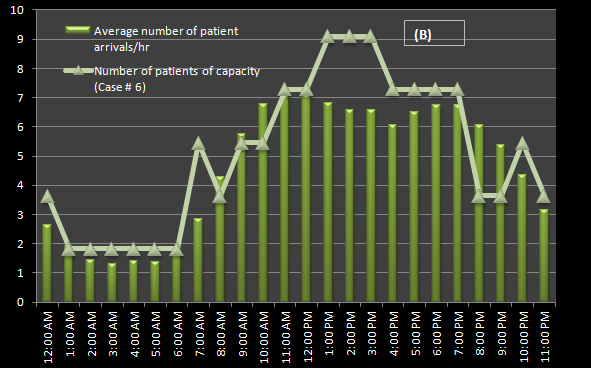 10
9
8
7
6
5
4
3
2
1
0
Average number of patient
arrivals/hr
Number of patients of capacity
(Case # 6)
(B)
12:00 AM
1:00 AM
2:00 AM
3:00 AM
4:00 AM
5:00 AM
6:00 AM
7:00 AM
8:00 AM
9:00 AM
10:00 AM
11:00 AM
12:00 PM
1:00 PM
2:00 PM
3:00 PM
4:00 PM
5:00 PM
6:00 PM
7:00 PM
8:00 PM
9:00 PM
10:00 PM
11:00 PM